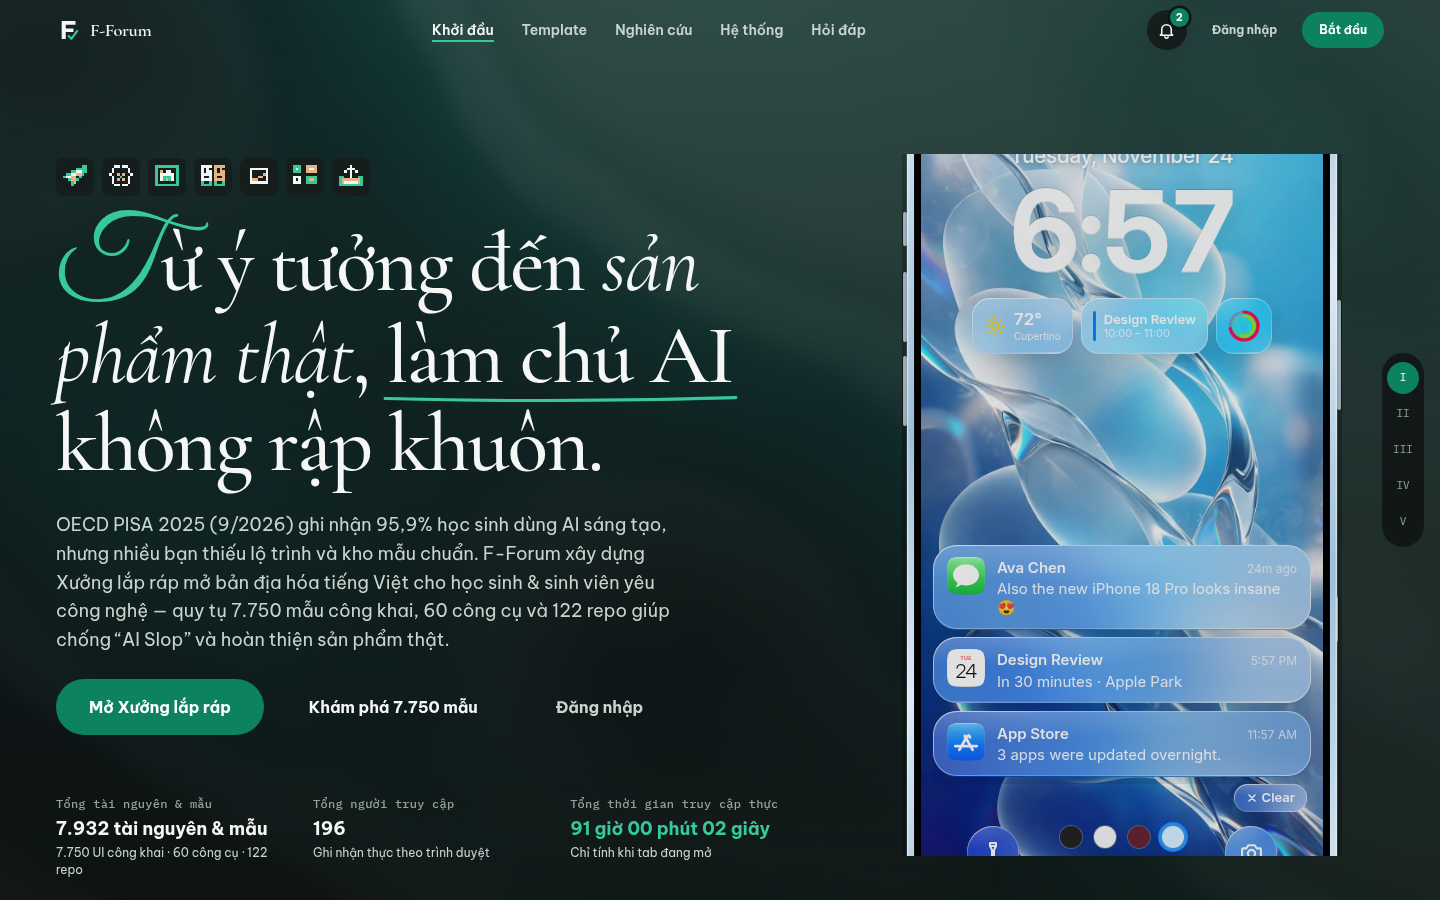 F-Forum
Khởi đầu
Template
Nghiên cứu
Hệ thống
Hỏi đáp
2
Đăng nhập
Bắt đầu
Từ ý tưởng đến sản
phẩm thật, làm chủ AI
không rập khuôn.
OECD PISA 2025 (9/2026) ghi nhận 95,9% học sinh dùng AI sáng tạo,
nhưng nhiều bạn thiếu lộ trình và kho mẫu chuẩn. F-Forum xây dựng
Xưởng lắp ráp mở bản địa hóa tiếng Việt cho học sinh & sinh viên yêu
công nghệ — quy tụ 7.750 mẫu công khai, 60 công cụ và 122 repo giúp
chống “AI Slop” và hoàn thiện sản phẩm thật.
Mở Xưởng lắp ráp
Khám phá 7.750 mẫu
Đăng nhập
Tổng tài nguyên & mẫu
7.932 tài nguyên & mẫu
7.750 UI công khai · 60 công cụ · 122
repo
Tổng người truy cập
196
Ghi nhận thực theo trình duyệt
Tổng thời gian truy cập thực
91 giờ 00 phút 02 giây
Chỉ tính khi tab đang mở
Tuesday, November 24
6:57
72°
Cupertino
Design Review
10:00 – 11:00
Ava Chen
24m ago
Also the new iPhone 18 Pro looks insane
😍
TUE
24
Design Review
5:57 PM
In 30 minutes · Apple Park
App Store
11:57 AM
3 apps were updated overnight.
× Clear
I
II
III
IV
V